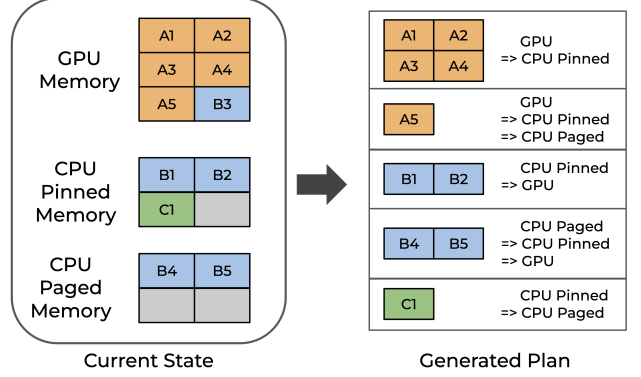 GPU
Memory
A1 A2
A3 A4
A5 B3
CPU
Pinned
Memory
B1 B2
C1
CPU
Paged
Memory
B4 B5
Current State
A1 A2
A3 A4
GPU
=> CPU Pinned
A5
GPU
=> CPU Pinned
=> CPU Paged
B1 B2
CPU Pinned
=> GPU
B4 B5
CPU Paged
=> CPU Pinned
=> GPU
C1
CPU Pinned
=> CPU Paged
Generated Plan